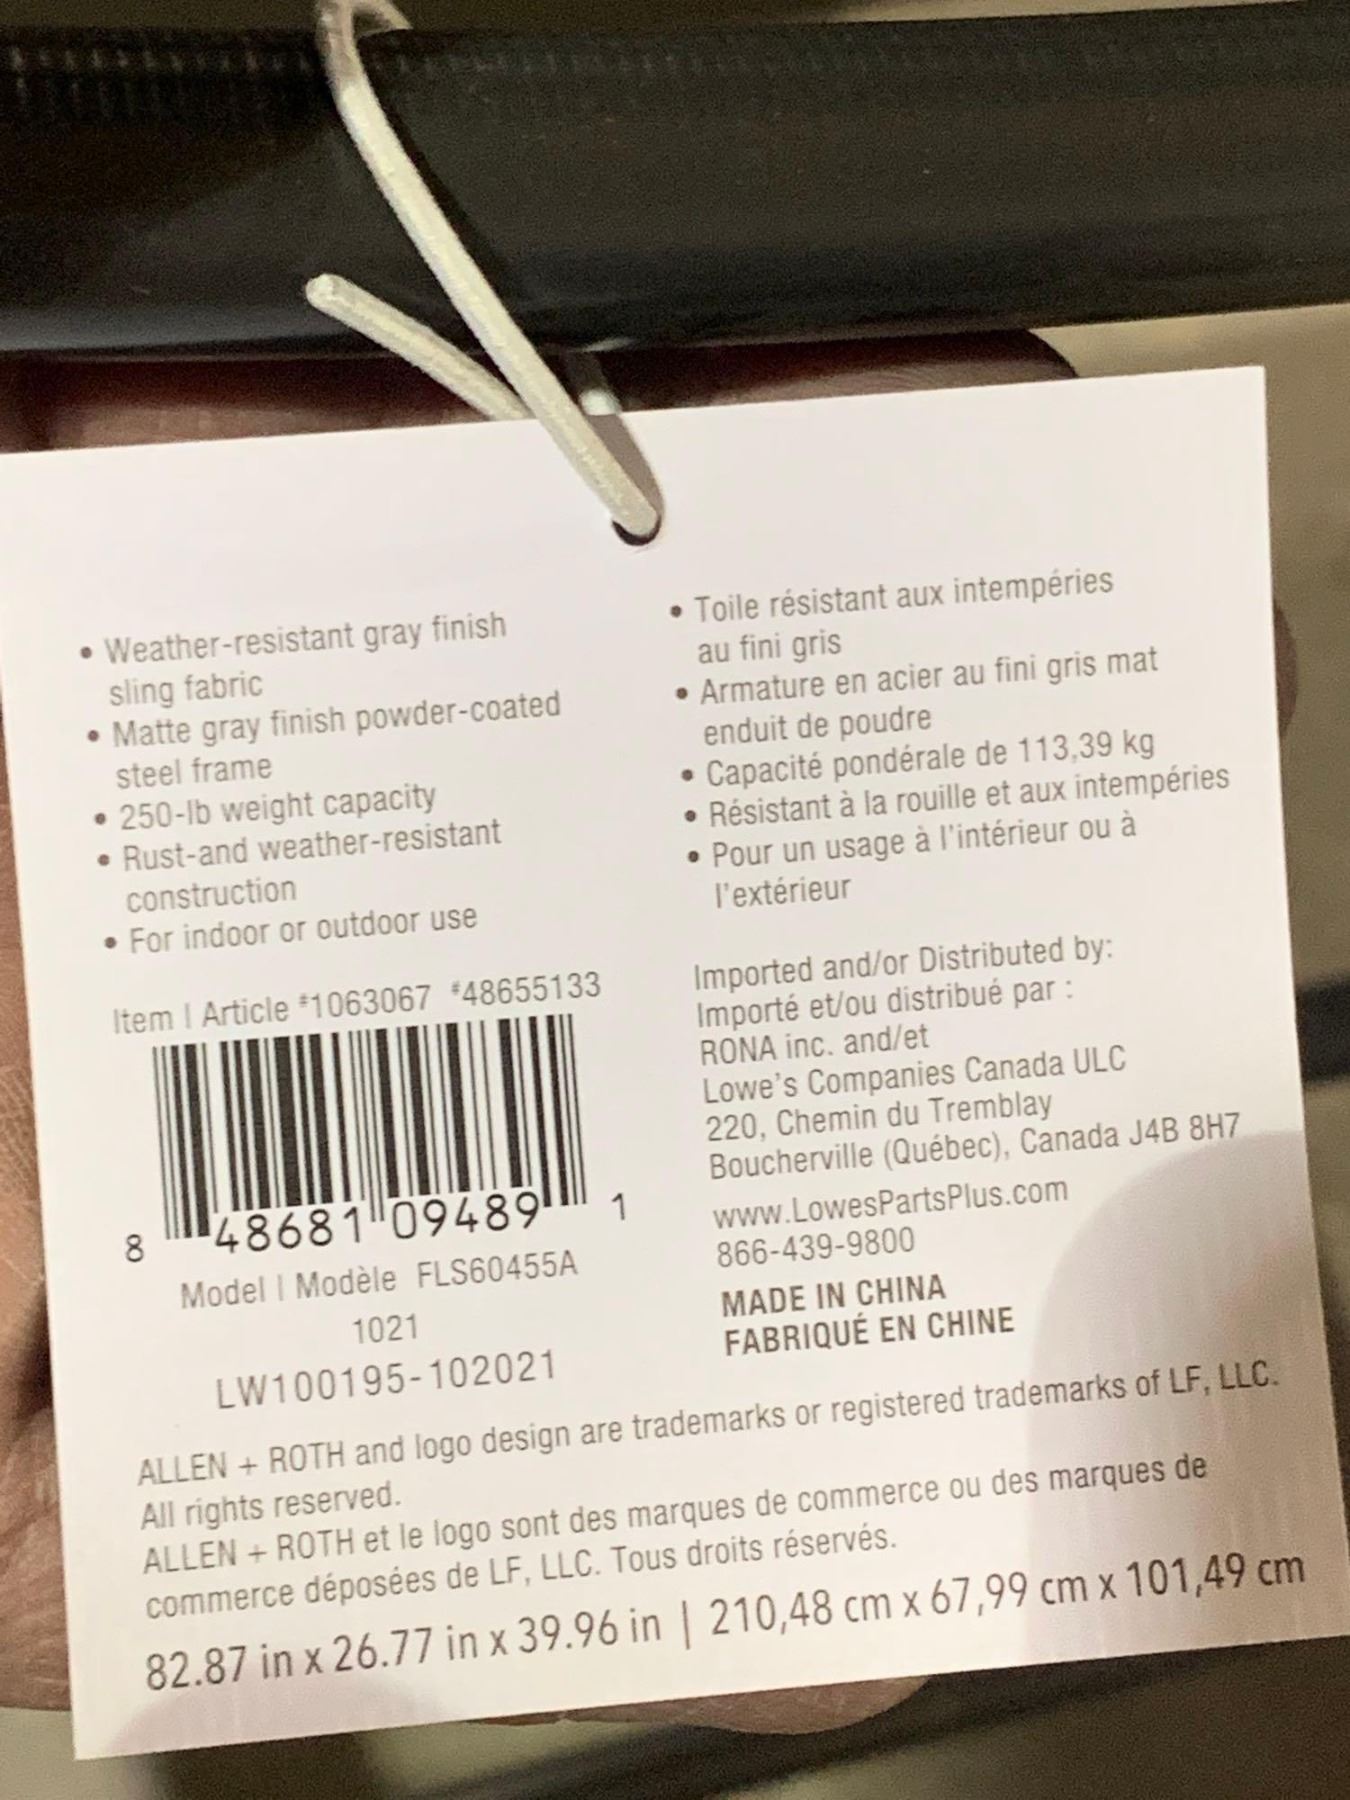 • Weather-resistant gray finish
sling fabric
• Matte gray finish powder-coated
steel frame
• 250-lb weight capacity
• Rust-and weather-resistant
construction
• For indoor or outdoor use
• Toile résistant aux intempéries
au fini gris
• Armature en acier au fini gris mat
enduit de poudre
• Capacité pondérale de 113,39 kg
• Résistant à la rouille et aux intempéries
• Pour un usage à l'intérieur ou à
l'extérieur
Item | Article #1063067 #48655133
8 48681 09489 1
Model | Modèle FLS60455A
1021
LW100195-102021
Imported and/or Distributed by:
Importé et/ou distribué par :
RONA inc. and/et
Lowe's Companies Canada ULC
220, Chemin du Tremblay
Boucherville (Québec), Canada J4B 8H7
www.LowesPartsPlus.com
866-439-9800
MADE IN CHINA
FABRIQUÉ EN CHINE
ALLEN + ROTH and logo design are trademarks or registered trademarks of LF, LLC.
All rights reserved.
ALLEN + ROTH et le logo sont des marques de commerce ou des marques de
commerce déposées de LF, LLC. Tous droits réservés.
82.87 in x 26.77 in x 39.96 in | 210,48 cm x 67,99 cm x 101,49 cm